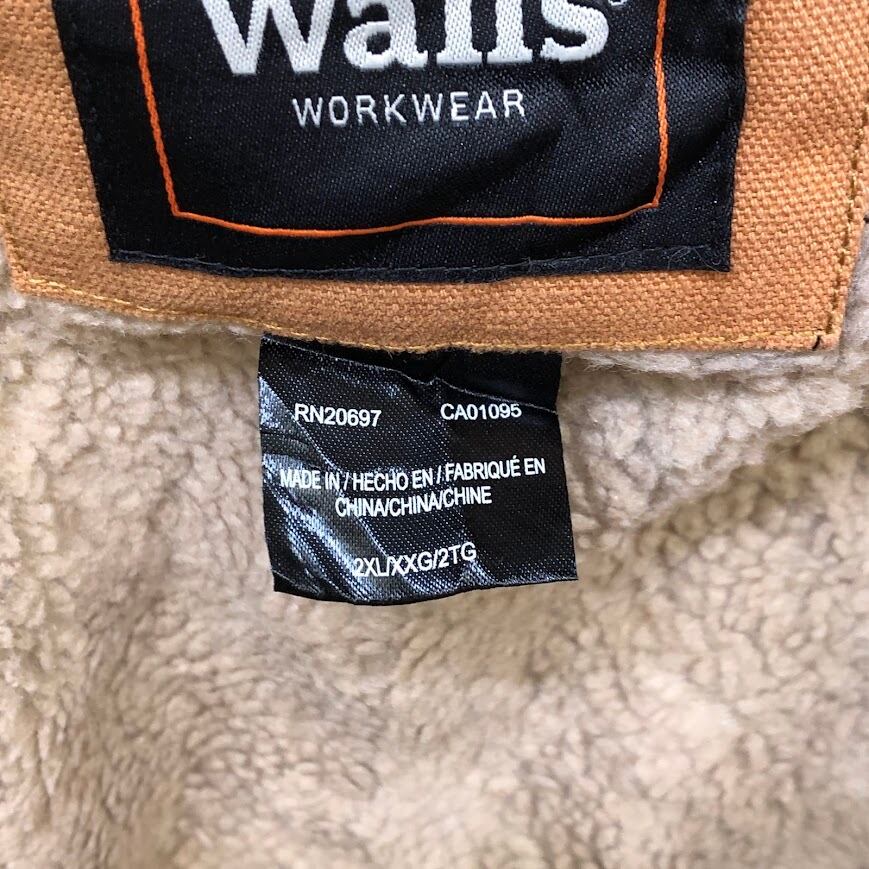 Walls
WORKWEAR
RN20697 CA01095
MADE IN / HECHO EN / FABRIQUÉ EN
CHINA/CHINA/CHINE
2XL/XXG/2TG